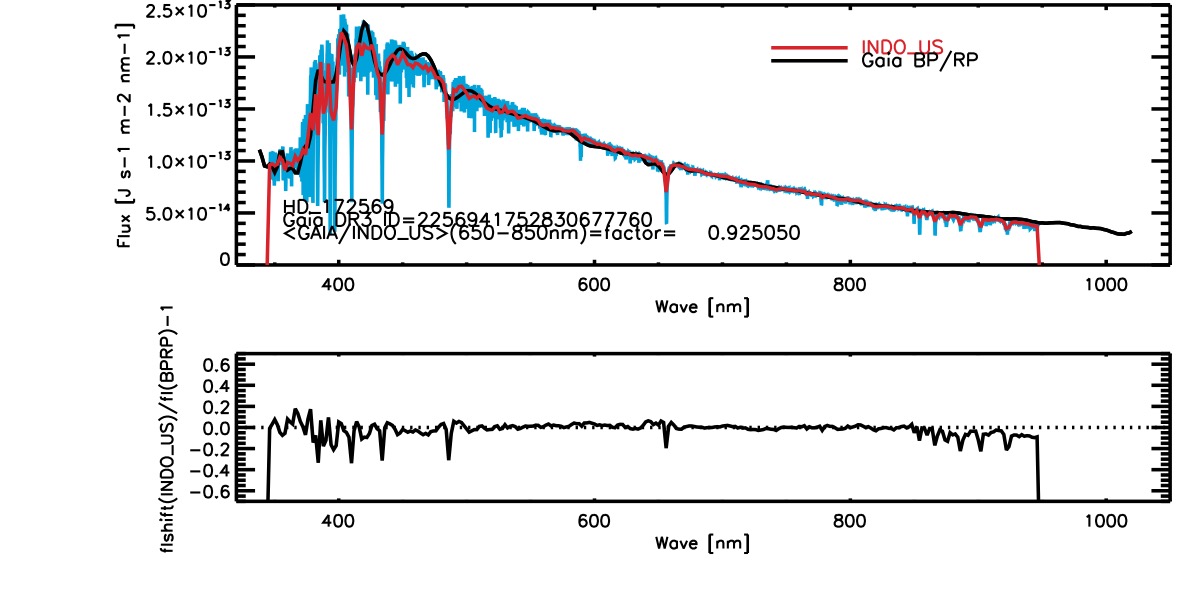 2.5×10−13
2.0×10−13
1.5×10−13
1.0×10−13
5.0×10−14
0
Flux [J s−1 m−2 nm−1]
INDO_US
Gaia BP/RP
HD_172569
Gaia DR3 ID=2256941752830677760
<GAIA/INDO_US>(650−850nm)=factor= 0.925050
400 600 800 1000
Wave [nm]
flshift(INDO_US)/fl(BPRP)−1
0.6
0.4
0.2
0.0
−0.2
−0.4
−0.6
400 600 800 1000
Wave [nm]